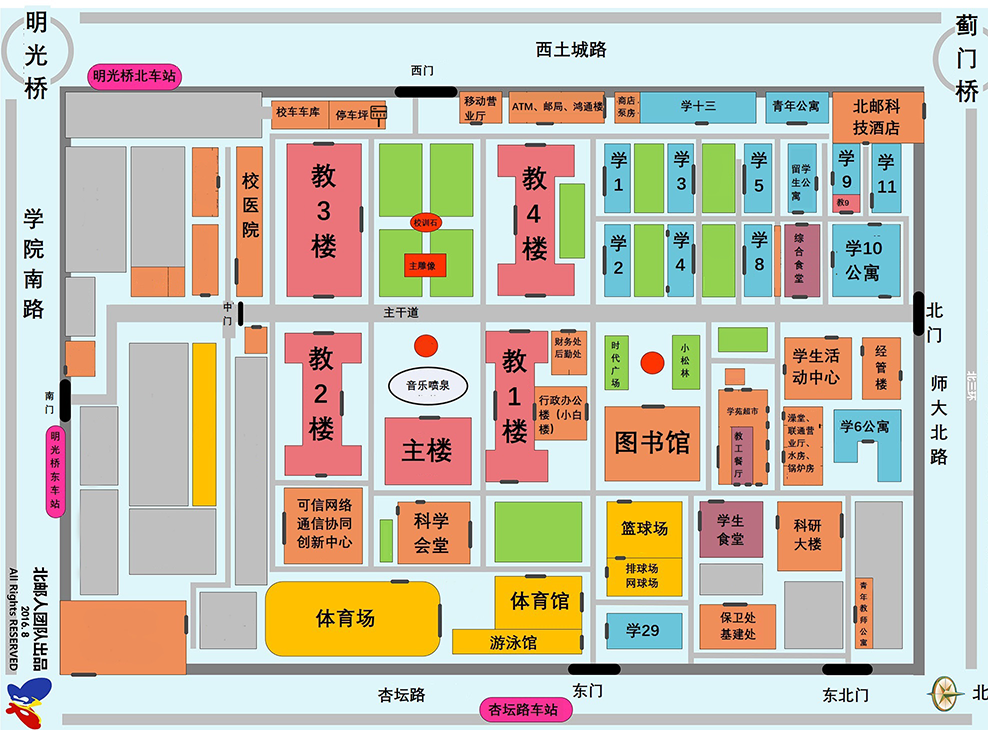 明
光
桥
蓟
门
桥
西土城路
明光桥北车站
西门
校车车库
停车坪
移动营
业厅
ATM、邮局、鸿通楼
商店
泵房
学十三
青年公寓
北邮科
技酒店
校
医
院
教
3
楼
校训石
主雕像
教
4
楼
学
1
学
3
学
5
留学
生公
寓
学
9
教9
学
11
学
2
学
4
学
8
综
合
食
堂
学10
公寓
学
院
南
路
中
门
主干道
北
门
南
门
教
2
楼
音乐喷泉
主楼
教
1
楼
财务处
后勤处
行政办公
楼（小白
楼）
时
代
广
场
小
松
林
图书馆
学苑超市
教
工
餐
厅
学生活
动中心
经
管
楼
澡堂、
联通营
业厅、
水房、
锅炉房
学6公寓
师
大
北
路
北三环
明
光
桥
东
车
站
可信网络
通信协同
创新中心
科学
会堂
篮球场
排球场
网球场
学生
食堂
科研
大楼
体育场
体育馆
游泳馆
学29
保卫处
基建处
青
年
教
师
公
寓
北邮人团队出品
2016. 8
All Rights RESERVED
杏坛路
杏坛路车站
东门
东北门
北